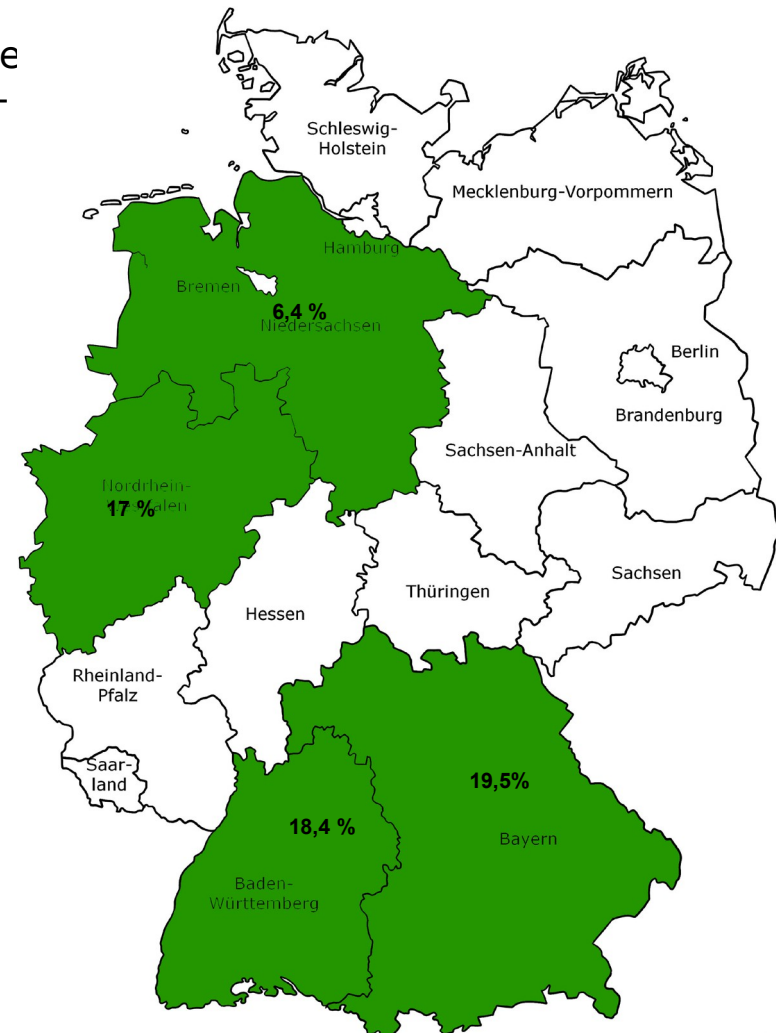 e
Schleswig-
Holstein
Mecklenburg-Vorpommern
Hamburg
Bremen
6,4 %
Niedersachsen
Berlin
Brandenburg
Sachsen-Anhalt
Nordrhein-
17 %
Sachsen
Thüringen
Hessen
Rheinland-
Pfalz
Saar-
land
19,5%
18,4 %
Bayern
Baden-
Württemberg